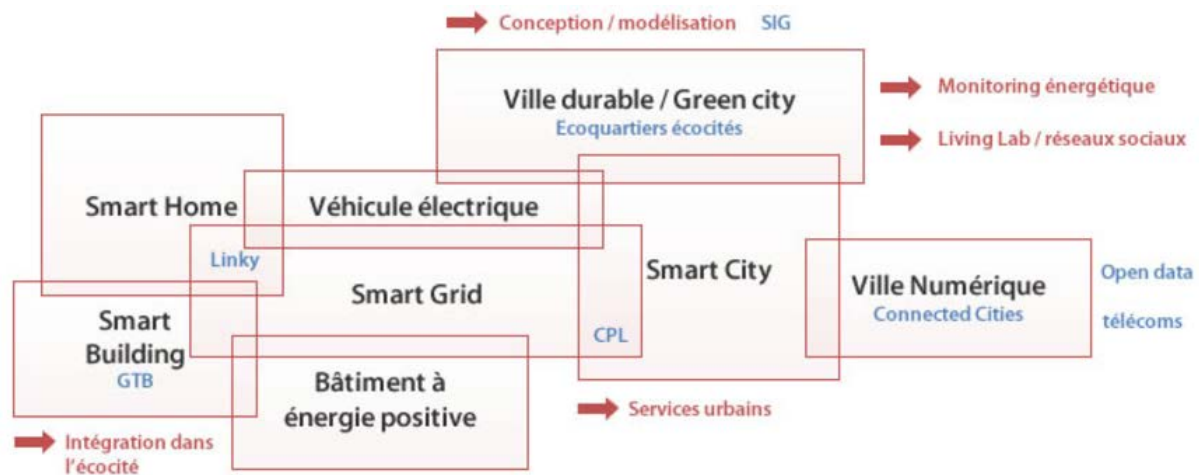 Conception / modélisation SIG
Ville durable / Green city
Ecoquartiers écocités
Monitoring énergétique
Living Lab / réseaux sociaux
Smart Home
Véhicule électrique
Linky
Smart Grid
Smart City
CPL
Ville Numérique
Connected Cities
Open data
télécoms
Smart
Building
GTB
Bâtiment à
énergie positive
Services urbains
Intégration dans
l'écocité